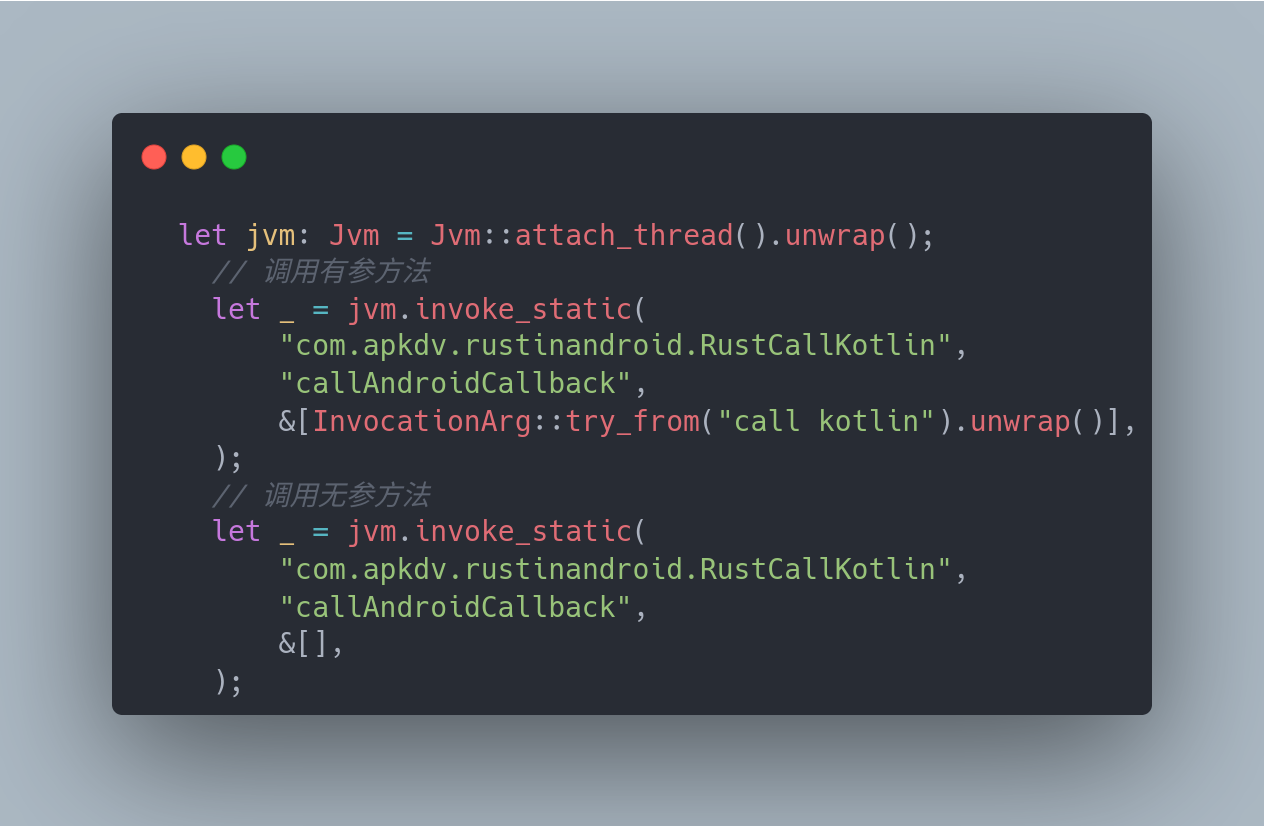 let jvm: Jvm = Jvm::attach_thread().unwrap();
// 调用有参方法
let _ = jvm.invoke_static(
"com.apkdv.rustinandroid.RustCallKotlin",
"callAndroidCallback",
&[InvocationArg::try_from("call kotlin").unwrap()],
);
// 调用无参方法
let _ = jvm.invoke_static(
"com.apkdv.rustinandroid.RustCallKotlin",
"callAndroidCallback",
&[],
);